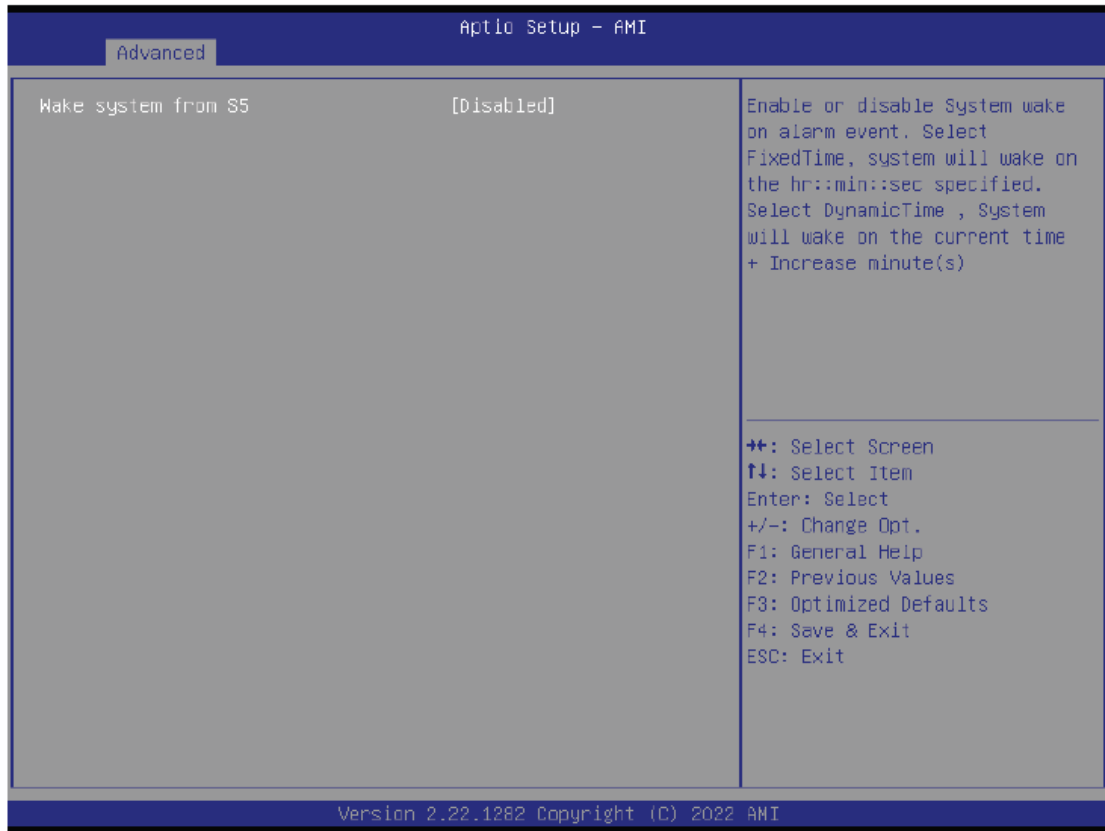 Aptio Setup – AMI
Advanced
Wake system from S5 [Disabled]
Enable or disable System wake
on alarm event. Select
FixedTime, system will wake on
the hr::min::sec specified.
Select DynamicTime , System
will wake on the current time
+ Increase minute(s)
→←: Select Screen
↑↓: Select Item
Enter: Select
+/-: Change Opt.
F1: General Help
F2: Previous Values
F3: Optimized Defaults
F4: Save & Exit
ESC: Exit
Version 2.22.1282 Copyright (C) 2022 AMI